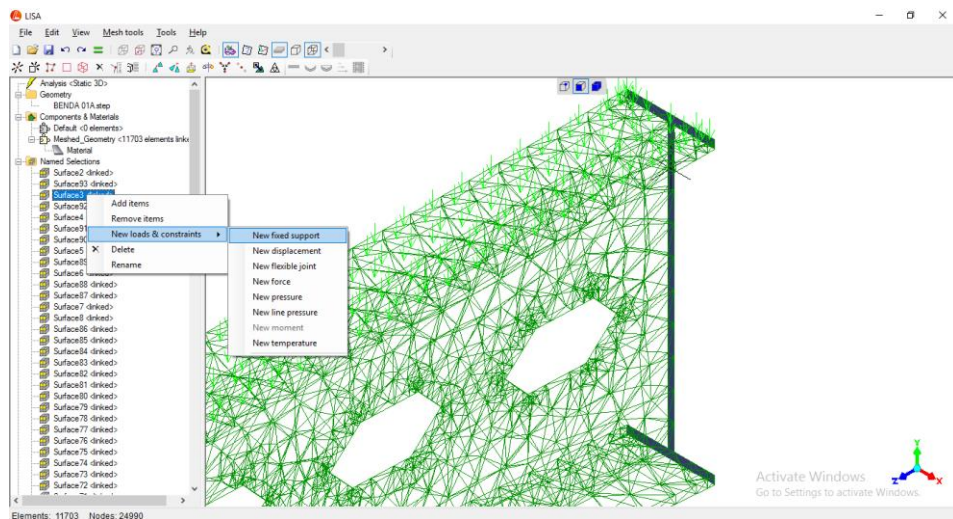 LISA
File Edit View Mesh tools Tools Help
Analysis <Static 3D>
Geometry
BENDA 01A.step
Components & Materials
Default <0 elements>
Meshed_Geometry <11703 elements linke
Material
Named Selections
Surface2 <linked>
Surface93 <linked>
Surface3
Surface92
Surface4
Surface91
Surface90
Surface5
Surface89
Surface6
Surface88 <linked>
Surface87 <linked>
Surface7 <linked>
Surface8 <linked>
Surface86 <linked>
Surface85 <linked>
Surface84 <linked>
Surface83 <linked>
Surface82 <linked>
Surface81 <linked>
Surface80 <linked>
Surface79 <linked>
Surface78 <linked>
Surface77 <linked>
Surface76 <linked>
Surface75 <linked>
Surface74 <linked>
Surface73 <linked>
Surface72 <linked>
Add items
Remove items
New loads & constraints
Delete
Rename
New fixed support
New displacement
New flexible joint
New force
New pressure
New line pressure
New moment
New temperature
Y
Z
X
Activate Windows
Go to Settings to activate Windows.
Elements: 11703 Nodes: 24990